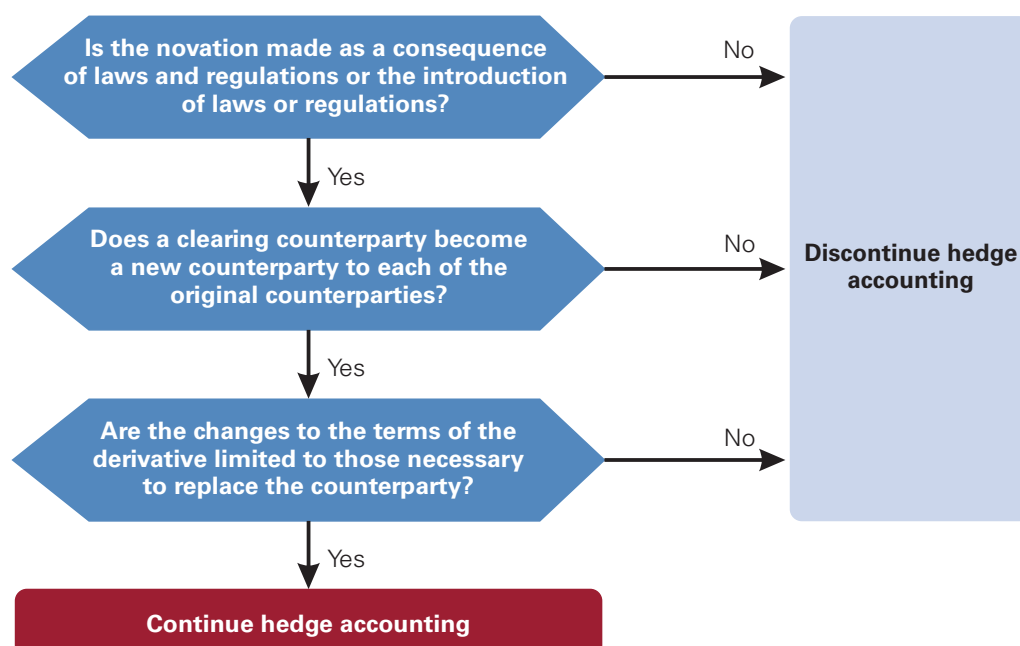 Is the novation made as a consequence
of laws and regulations or the introduction
of laws or regulations?
No
Yes
Does a clearing counterparty become
a new counterparty to each of the
original counterparties?
No
Discontinue hedge
accounting
Yes
Are the changes to the terms of the
derivative limited to those necessary
to replace the counterparty?
No
Yes
Continue hedge accounting